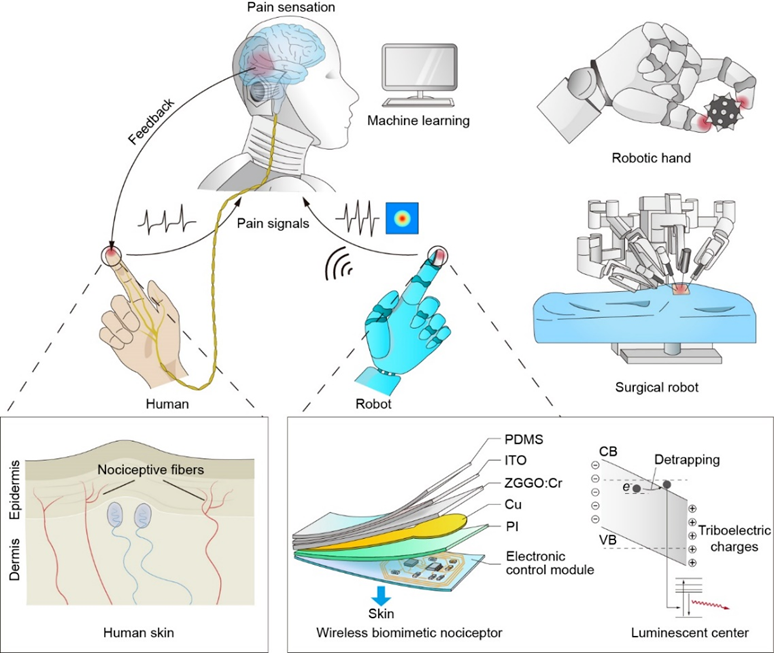 Pain sensation
Feedback
Machine learning
Pain signals
Robotic hand
Human
Robot
Surgical robot
Epidermis
Dermis
Nociceptive fibers
Human skin
PDMS
ITO
ZGGO:Cr
Cu
PI
Electronic
control module
Skin
Wireless biomimetic nociceptor
CB
Detrapping
e⁻
VB
Triboelectric
charges
Luminescent center